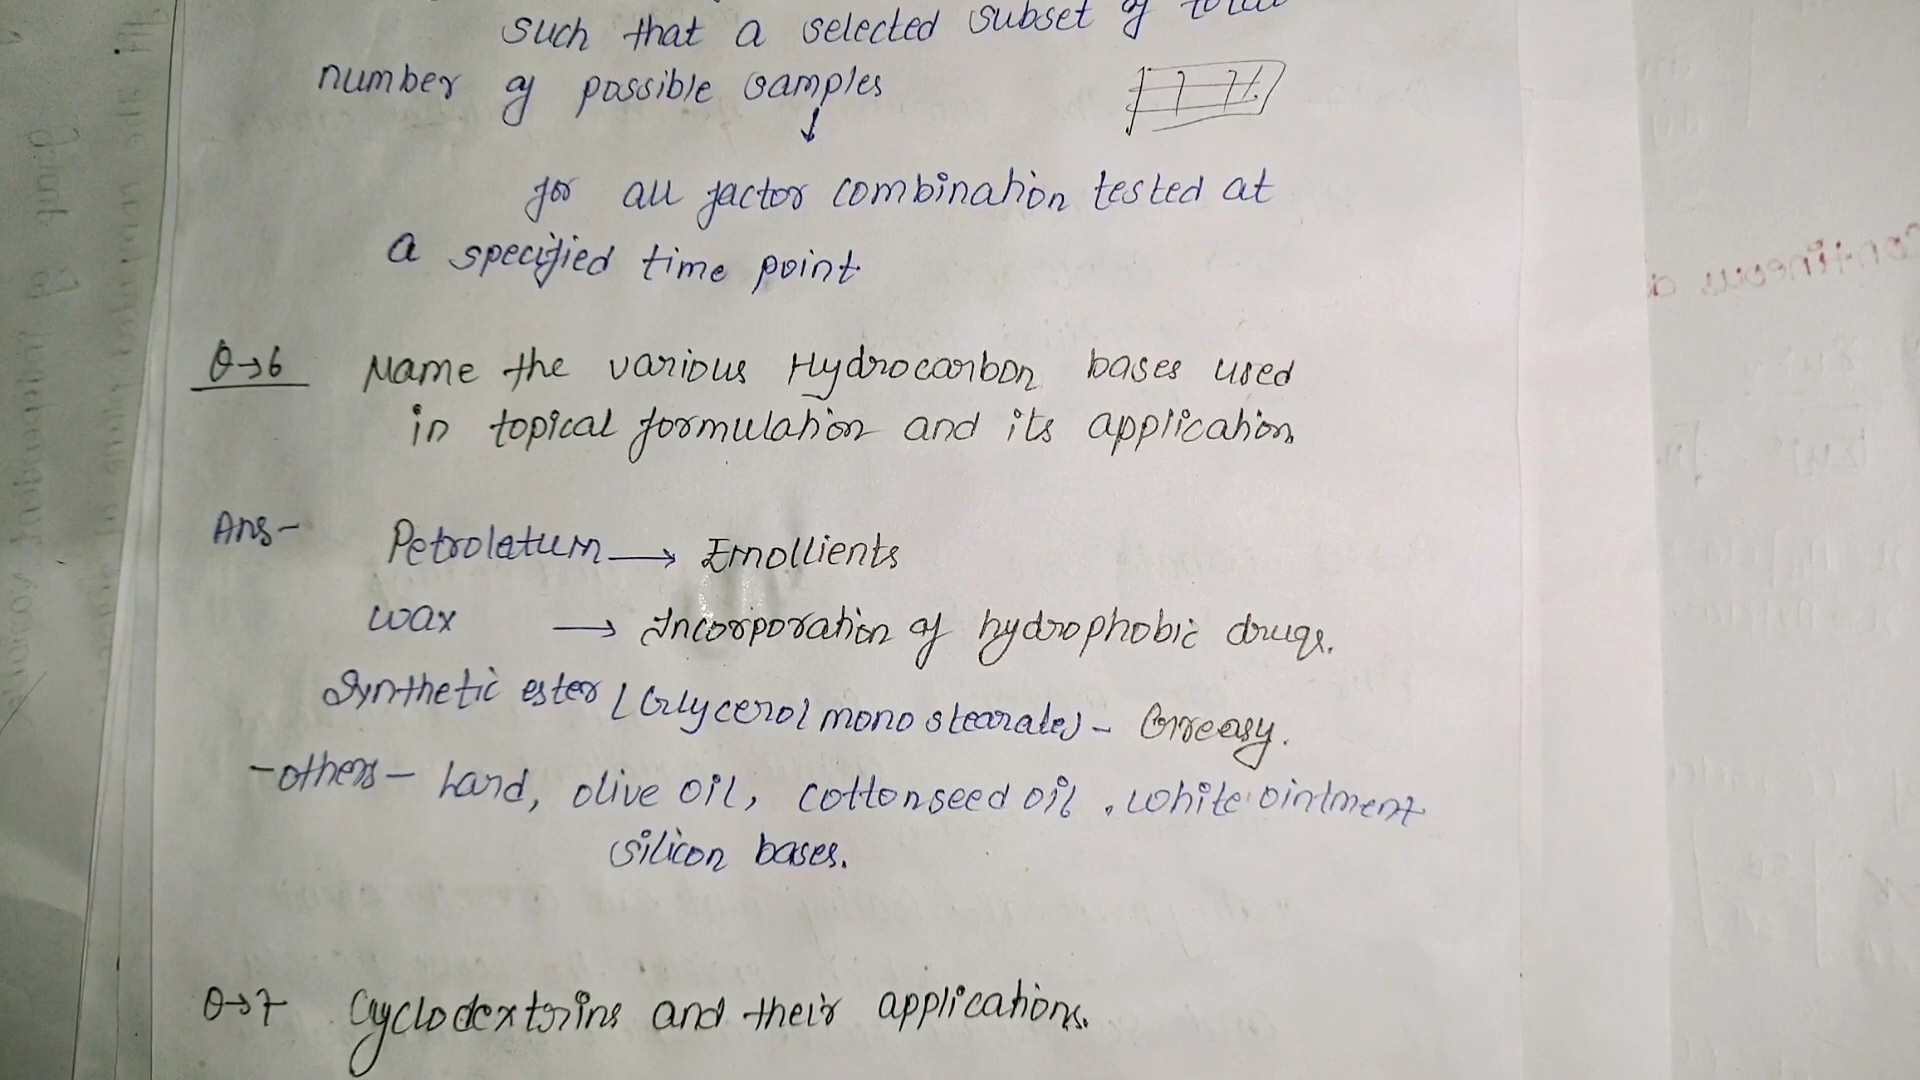 such that a selected subset of total
number of possible samples
↓
for all factor combination tested at
a specified time point
Q→6 Name the various Hydrocarbon bases used
in topical formulation and its application
Ans- Petrolatum → Emollients
wax → Incorporation of hydrophobic drugs.
Synthetic ester (Glycerol mono stearate) - Greasy.
-others- Lard, olive oil, cottonseed oil, white ointment
silicon bases.
Q→7 Cyclodextrins and their applications.